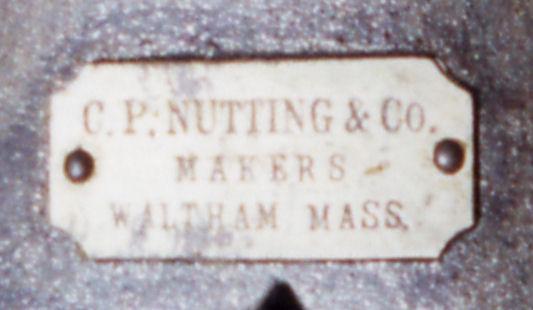 C. P. NUTTING & CO.
MAKERS
WALTHAM MASS.